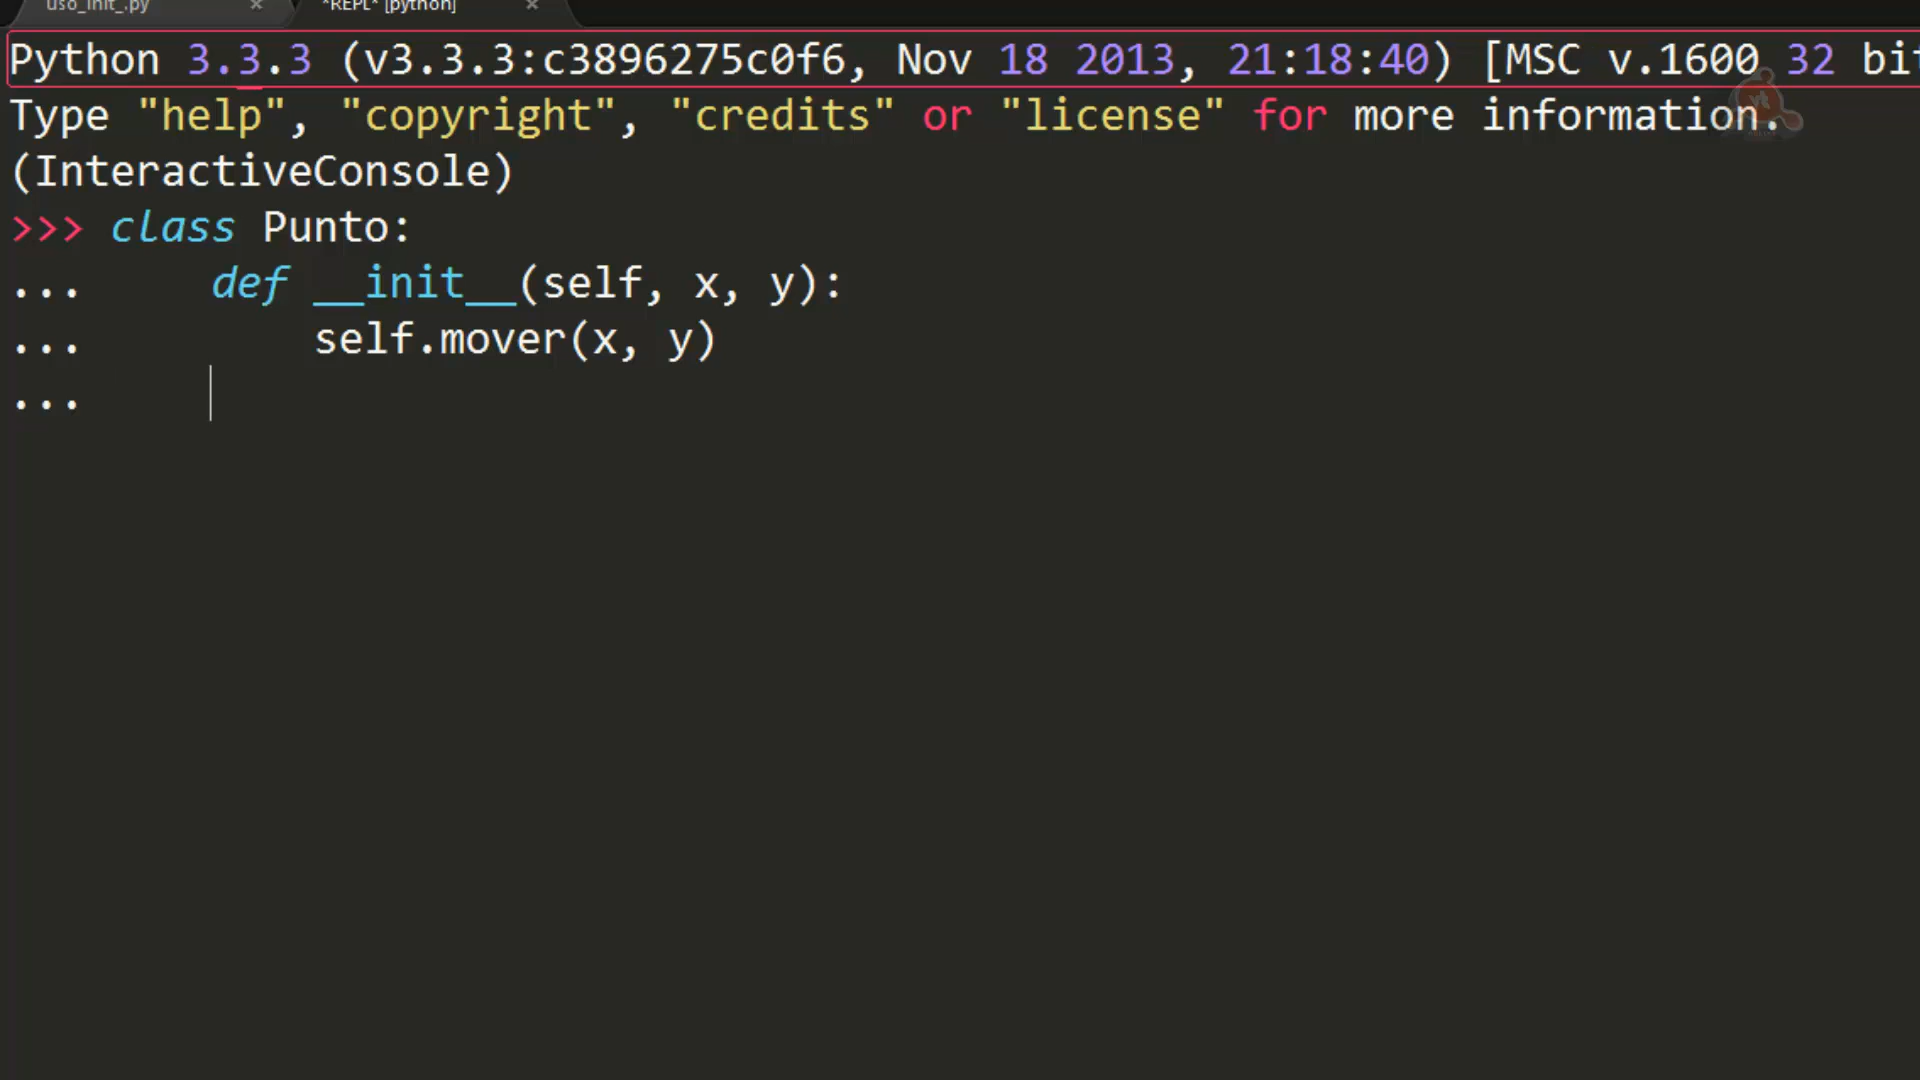 uso_init_.py × *REPL* [python] ×
Python 3.3.3 (v3.3.3:c3896275c0f6, Nov 18 2013, 21:18:40) [MSC v.1600 32 bit
Type "help", "copyright", "credits" or "license" for more information.
(InteractiveConsole)
>>> class Punto:
...     def __init__(self, x, y):
...         self.mover(x, y)
...